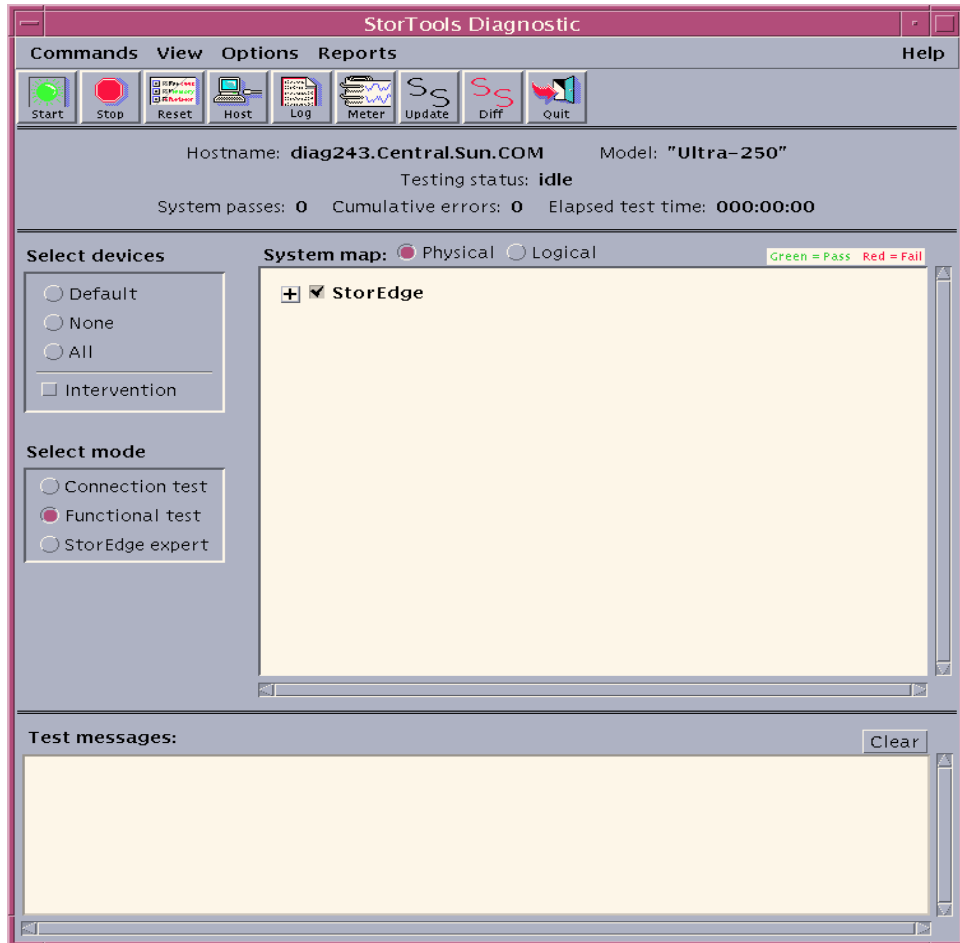 StorTools Diagnostic
Commands View Options Reports Help
Start Stop Reset Host Log Meter Update Diff Quit
Hostname: diag243.Central.Sun.COM Model: "Ultra-250"
Testing status: idle
System passes: 0 Cumulative errors: 0 Elapsed test time: 000:00:00
Select devices
Default
None
All
Intervention
Select mode
Connection test
Functional test
StorEdge expert
System map: Physical Logical Green = Pass Red = Fail
StorEdge
Test messages:
Clear